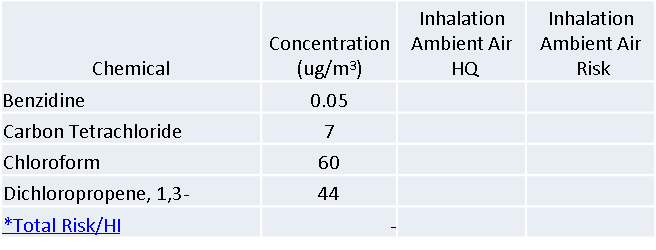 Chemical Concentration (ug/m³) Inhalation Ambient Air HQ Inhalation Ambient Air Risk
Benzidine 0.05
Carbon Tetrachloride 7
Chloroform 60
Dichloropropene, 1,3- 44
*Total Risk/HI -